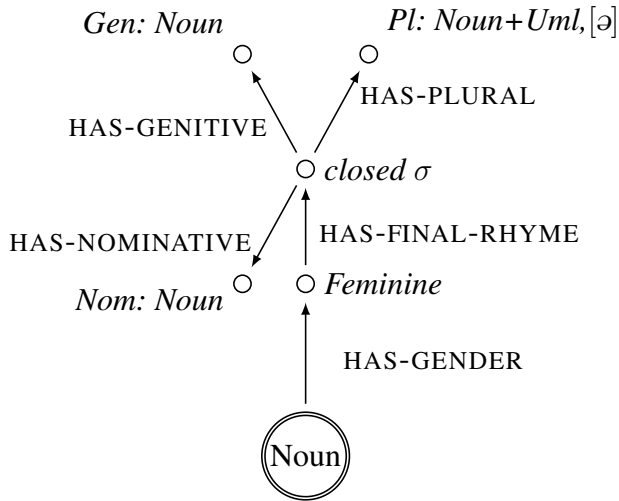 Gen: Noun
Pl: Noun+Uml,[ə]
HAS-GENITIVE
HAS-PLURAL
closed σ
HAS-NOMINATIVE
HAS-FINAL-RHYME
Nom: Noun
Feminine
HAS-GENDER
Noun